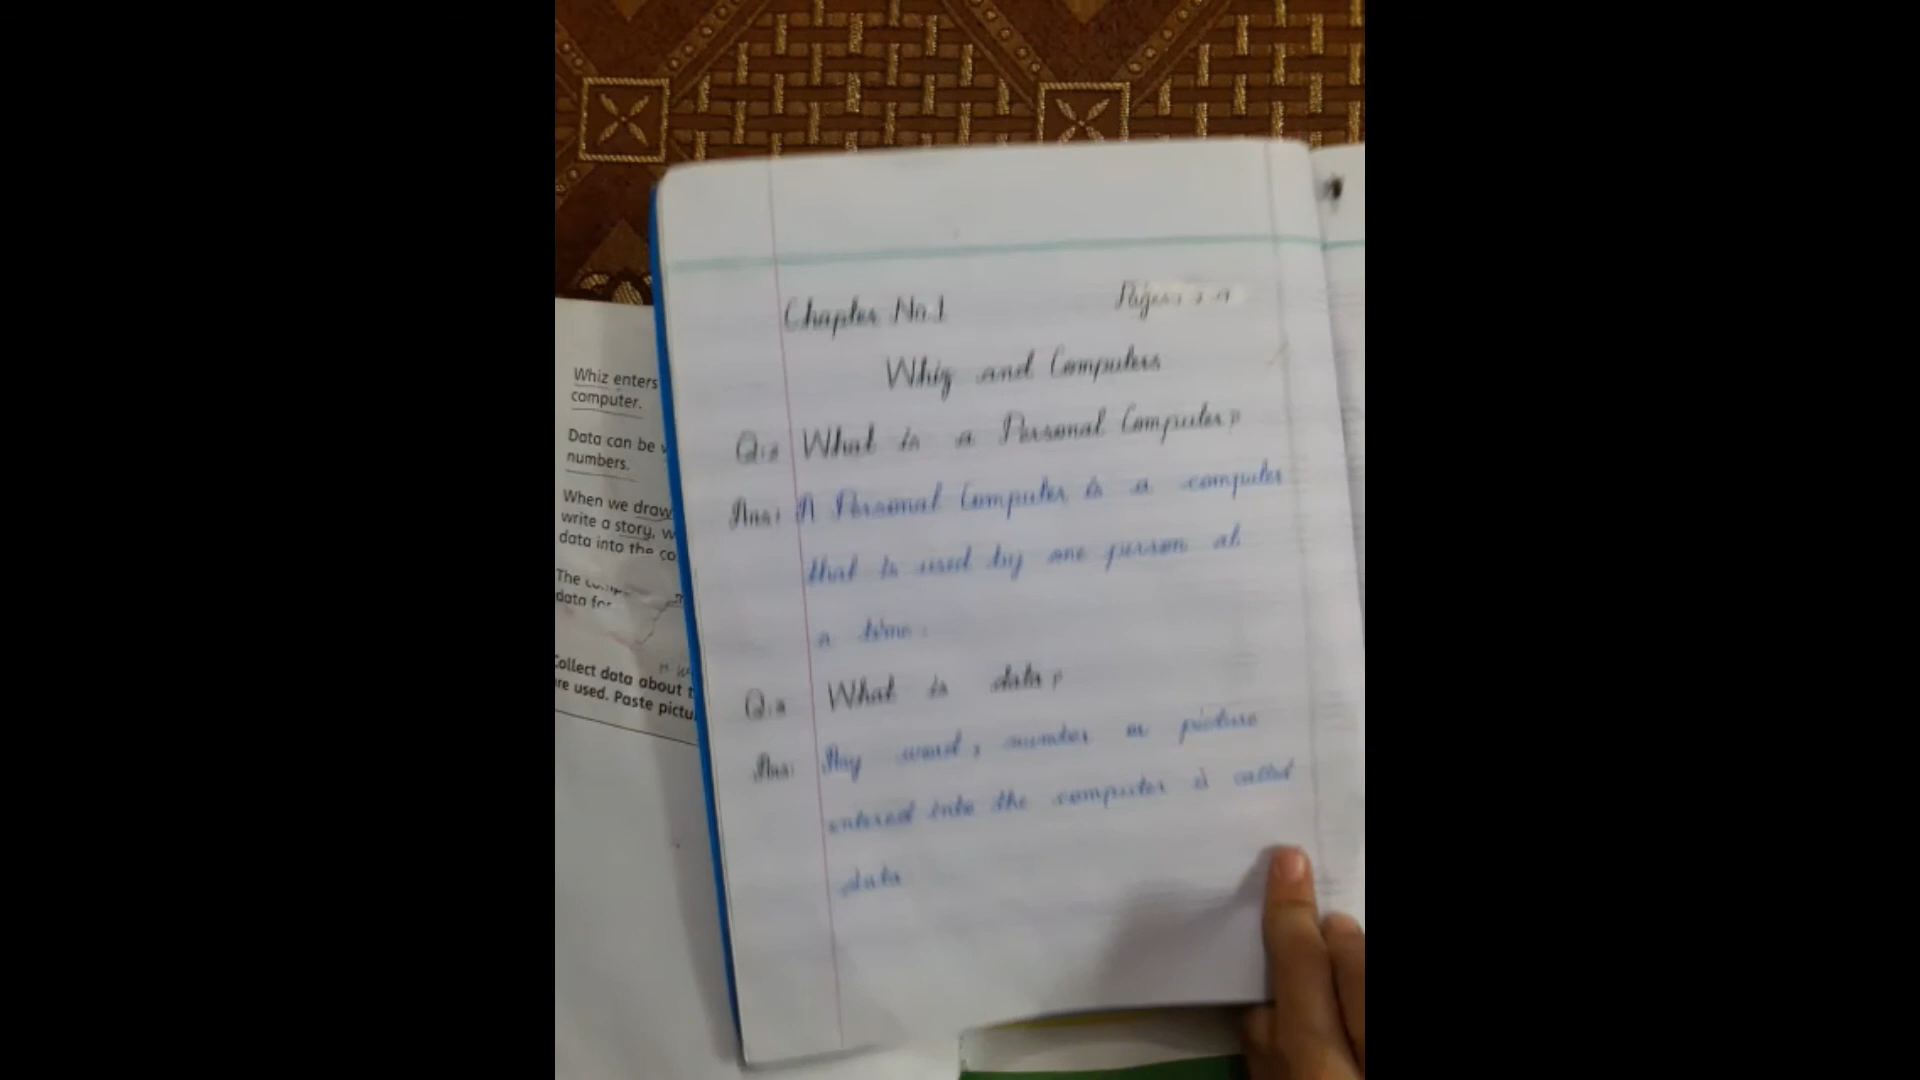 Chapter No.1
Whiz and Computers
What is a Personal Computer?
Ans: A Personal Computer is a computer
that is used by one person at
a time.
What is data?
Ans: Any word, number or picture
entered into the computer is called
data
Whiz enters
computer.
Data can be
numbers.
When we draw
write a story,
data into the co
The
data for
ollect data about t
re used. Paste pictu